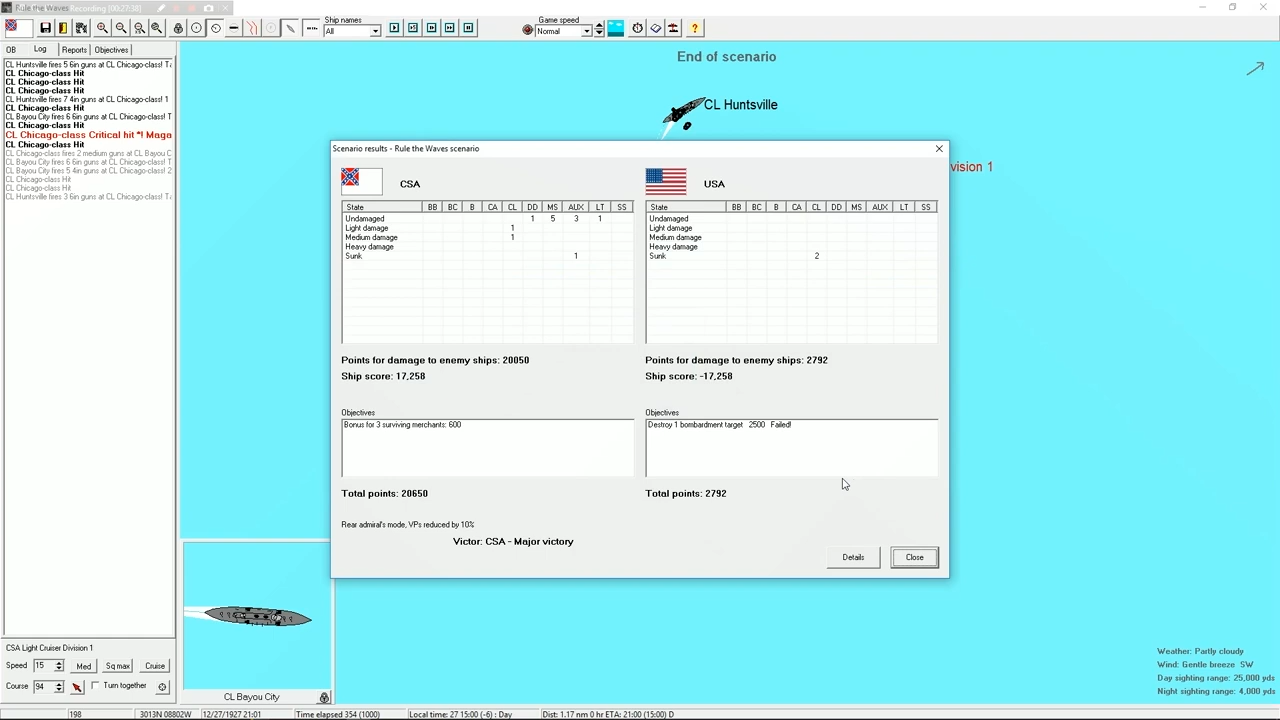 Rule the Waves Recording [00:27:38]
Ship names
All
Game speed
Normal
OB Log Reports Objectives
CL Huntsville fires 5 6in guns at CL Chicago-class! T
CL Chicago-class Hit
CL Chicago-class Hit
CL Chicago-class Hit
CL Huntsville fires 7 4in guns at CL Chicago-class! 1
CL Chicago-class Hit
CL Bayou City fires 6 6in guns at CL Chicago-class! T
CL Chicago-class Hit
CL Chicago-class Critical hit *! Maga
CL Chicago-class Hit
CL Chicago-class fires 2 medium guns at CL Bayou C
CL Bayou City fires 6 6in guns at CL Chicago-class! T
CL Bayou City fires 5 4in guns at CL Chicago-class! 2
CL Chicago-class Hit
CL Chicago-class Hit
CL Huntsville fires 3 6in guns at CL Chicago-class! T
End of scenario
CL Huntsville
vision 1
Scenario results - Rule the Waves scenario
CSA
State BB BC B CA CL DD MS AUX LT SS
Undamaged 1 5 3 1
Light damage 1
Medium damage 1
Heavy damage
Sunk 1
Points for damage to enemy ships: 20050
Ship score: 17,258
Objectives
Bonus for 3 surviving merchants: 600
Total points: 20650
USA
State BB BC B CA CL DD MS AUX LT SS
Undamaged
Light damage
Medium damage
Heavy damage
Sunk 2
Points for damage to enemy ships: 2792
Ship score: -17,258
Objectives
Destroy 1 bombardment target 2500 Failed!
Total points: 2792
Rear admiral's mode, VPs reduced by 10%
Victor: CSA - Major victory
Details Close
CSA Light Cruiser Division 1
Speed 15 Med Sq max Cruise
Course 94 Turn together
CL Bayou City
Weather: Partly cloudy
Wind: Gentle breeze SW
Day sighting range: 25,000 yds
Night sighting range: 4,000 yds
198 3013N 08802W 12/27/1927 21:01 Time elapsed 354 (1000) Local time: 27 15:00 (-6) : Day Dist: 1.17 nm 0 hr ETA: 21:00 (15:00) D